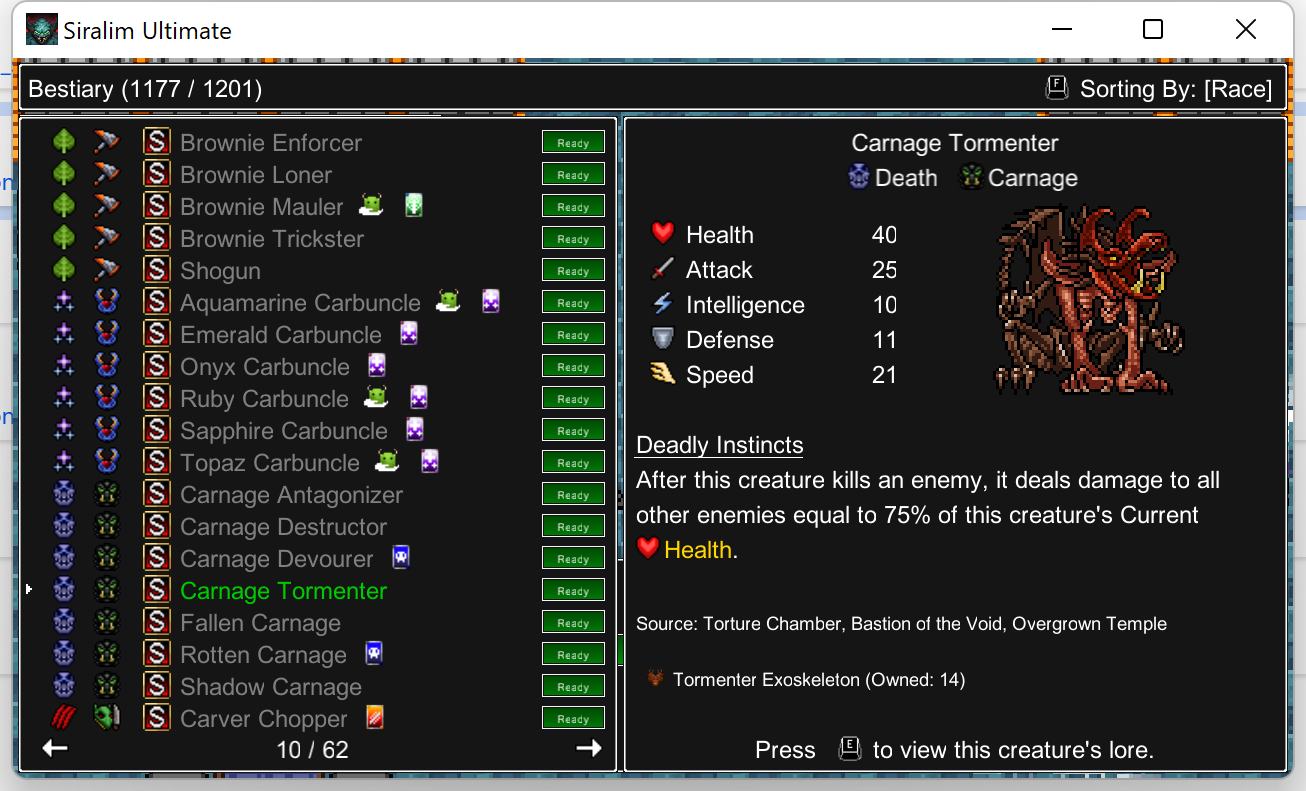 Siralim Ultimate
Bestiary (1177 / 1201)
F Sorting By: [Race]
S Brownie Enforcer Ready
S Brownie Loner Ready
S Brownie Mauler Ready
S Brownie Trickster Ready
S Shogun Ready
S Aquamarine Carbuncle Ready
S Emerald Carbuncle Ready
S Onyx Carbuncle Ready
S Ruby Carbuncle Ready
S Sapphire Carbuncle Ready
S Topaz Carbuncle Ready
S Carnage Antagonizer Ready
S Carnage Destructor Ready
S Carnage Devourer Ready
S Carnage Tormenter Ready
S Fallen Carnage Ready
S Rotten Carnage Ready
S Shadow Carnage Ready
S Carver Chopper Ready
10 / 62
Carnage Tormenter
Death Carnage
Health 40
Attack 25
Intelligence 10
Defense 11
Speed 21
Deadly Instincts
After this creature kills an enemy, it deals damage to all
other enemies equal to 75% of this creature's Current
Health.
Source: Torture Chamber, Bastion of the Void, Overgrown Temple
Tormenter Exoskeleton (Owned: 14)
Press E to view this creature's lore.